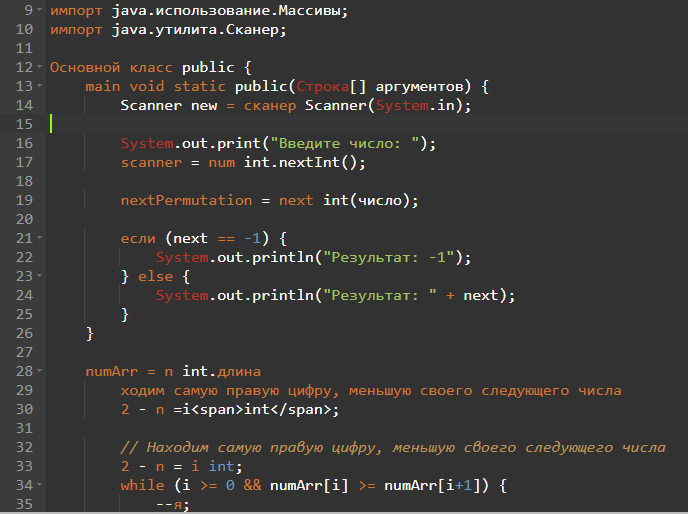 9 импорт java.использование.Массивы;
10 импорт java.утилита.Сканер;
11
12 Основной класс public {
13 main void static public(Строка[] аргументов) {
14 Scanner new = сканер Scanner(System.in);
15
16 System.out.print("Введите число: ");
17 scanner = num int.nextInt();
18
19 nextPermutation = next int(число);
20
21 если (next == -1) {
22 System.out.println("Результат: -1");
23 } else {
24 System.out.println("Результат: " + next);
25 }
26 }
27
28 numArr = n int.длина
29 ходим самую правую цифру, меньшую своего следующего числа
30 2 - n =i<span>int</span>;
31
32 // Находим самую правую цифру, меньшую своего следующего числа
33 2 - n = i int;
34 while (i >= 0 && numArr[i] >= numArr[i+1]) {
35 --я;